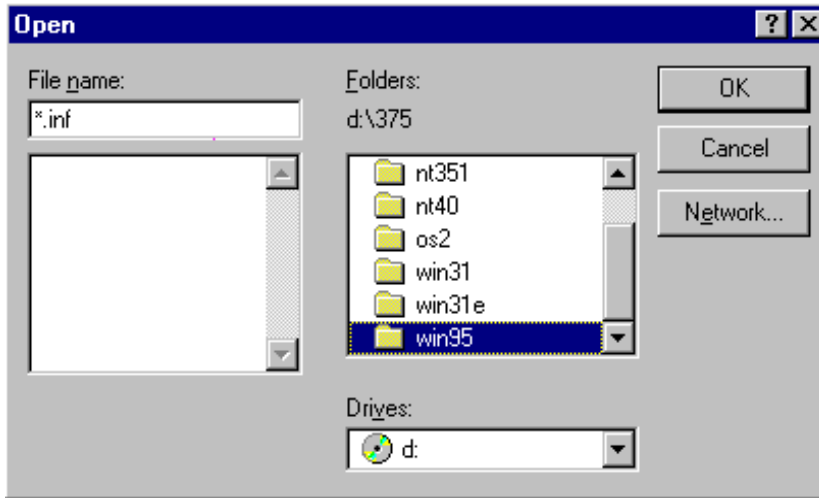 Open
File name:
*.inf
Folders:
d:\375
nt351
nt40
os2
win31
win31e
win95
Drives:
d:
OK
Cancel
Network...